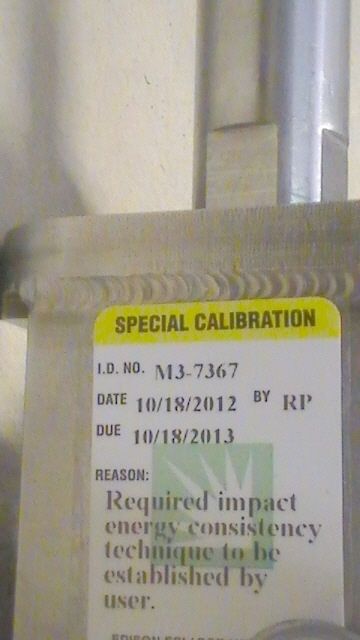 SPECIAL CALIBRATION
I.D. NO. M3-7367
DATE 10/18/2012 BY RP
DUE 10/18/2013
REASON:
Required impact
energy consistency
technique to be
established by
user.